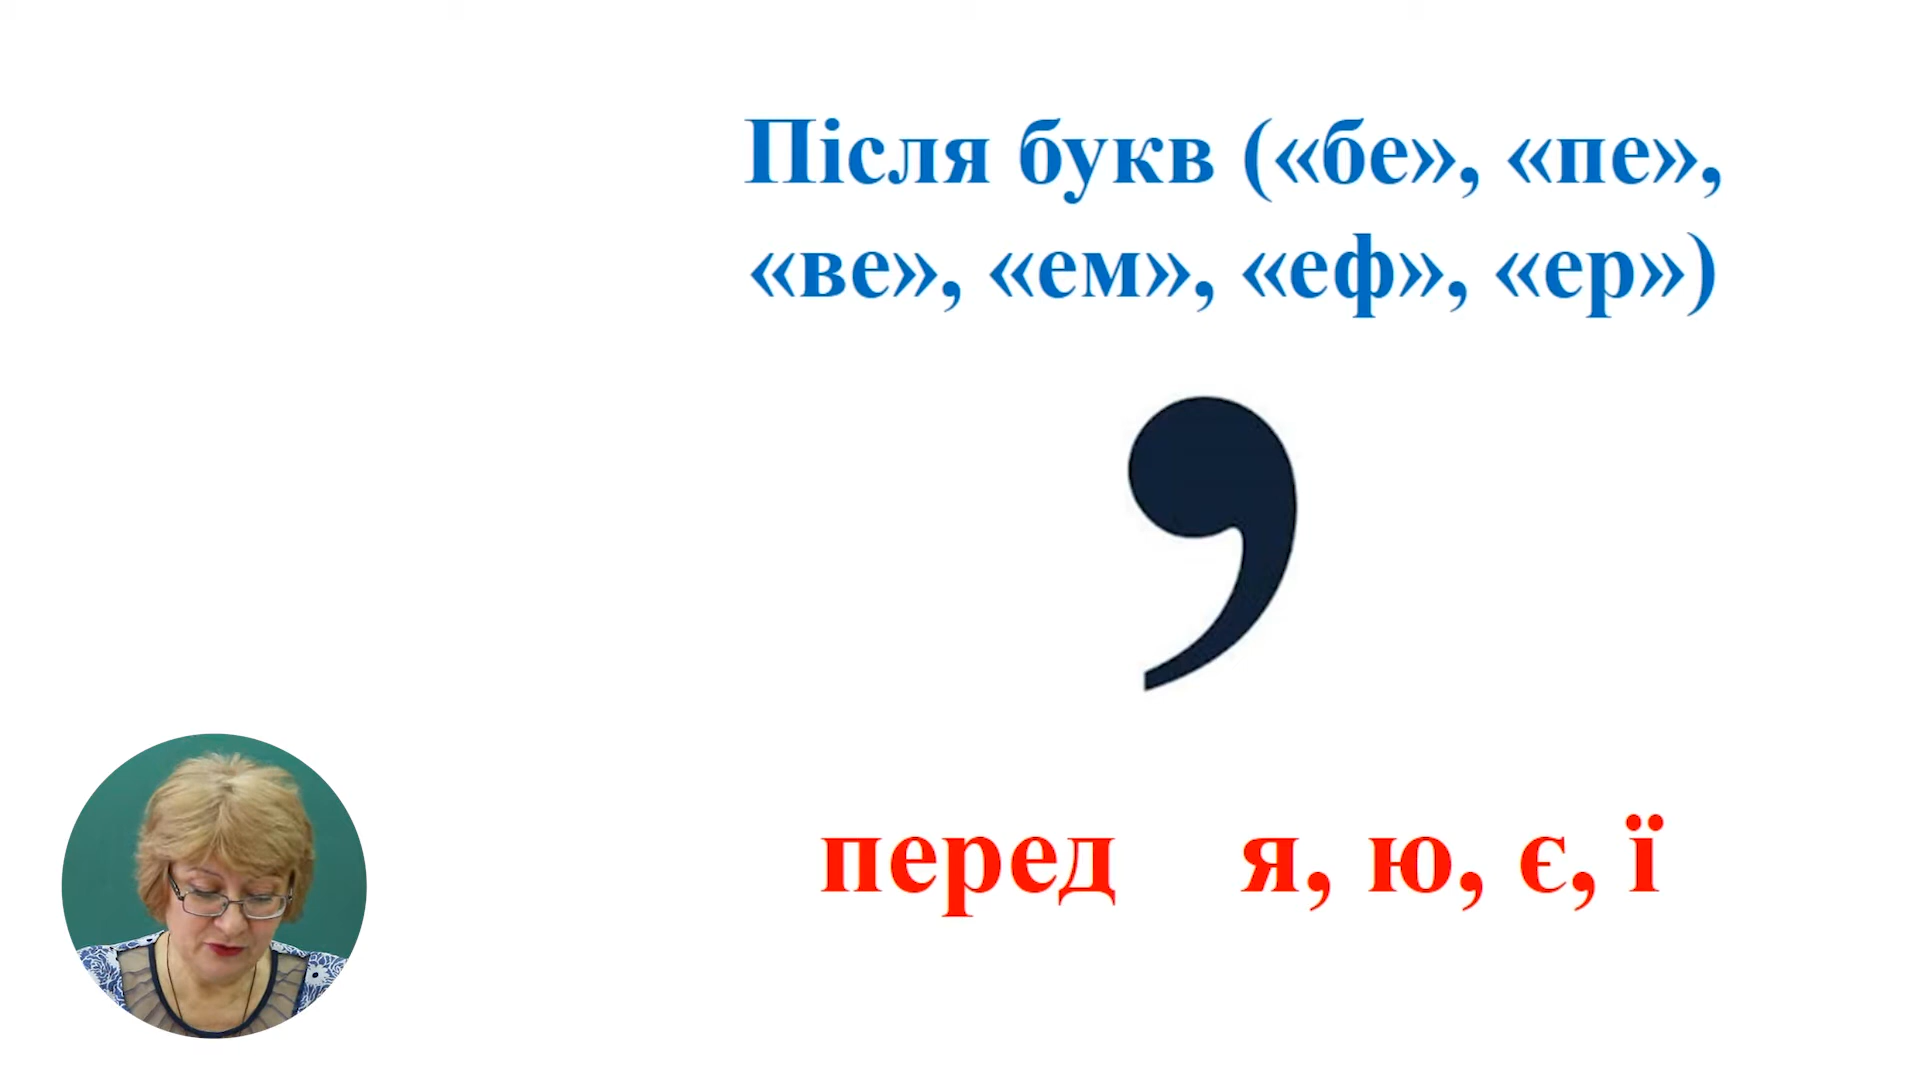 Після букв («бе», «пе»,
«ве», «ем», «еф», «ер»)
’
перед я, ю, є, ї